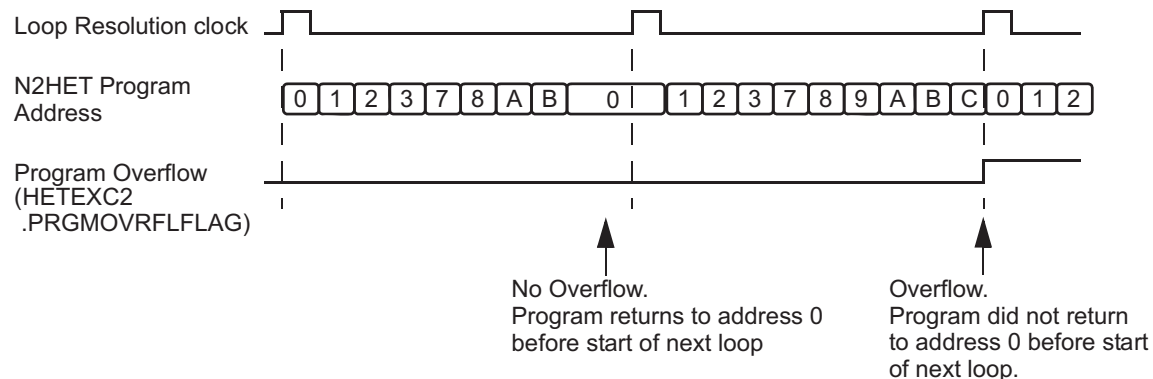 Loop Resolution clock
N2HET Program
Address
0 1 2 3 7 8 A B 0 1 2 3 7 8 9 A B C 0 1 2
Program Overflow
(HETEXC2
.PRGMOVRFLFLAG)
No Overflow.
Program returns to address 0
before start of next loop
Overflow.
Program did not return
to address 0 before start
of next loop.